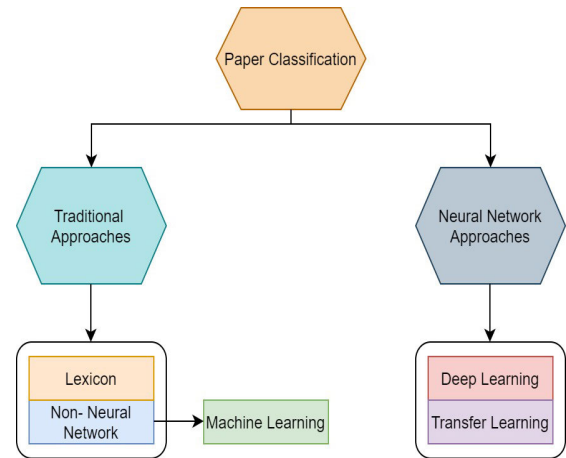 Paper Classification
Traditional
Approaches
Neural Network
Approaches
Lexicon
Non- Neural
Network
Machine Learning
Deep Learning
Transfer Learning